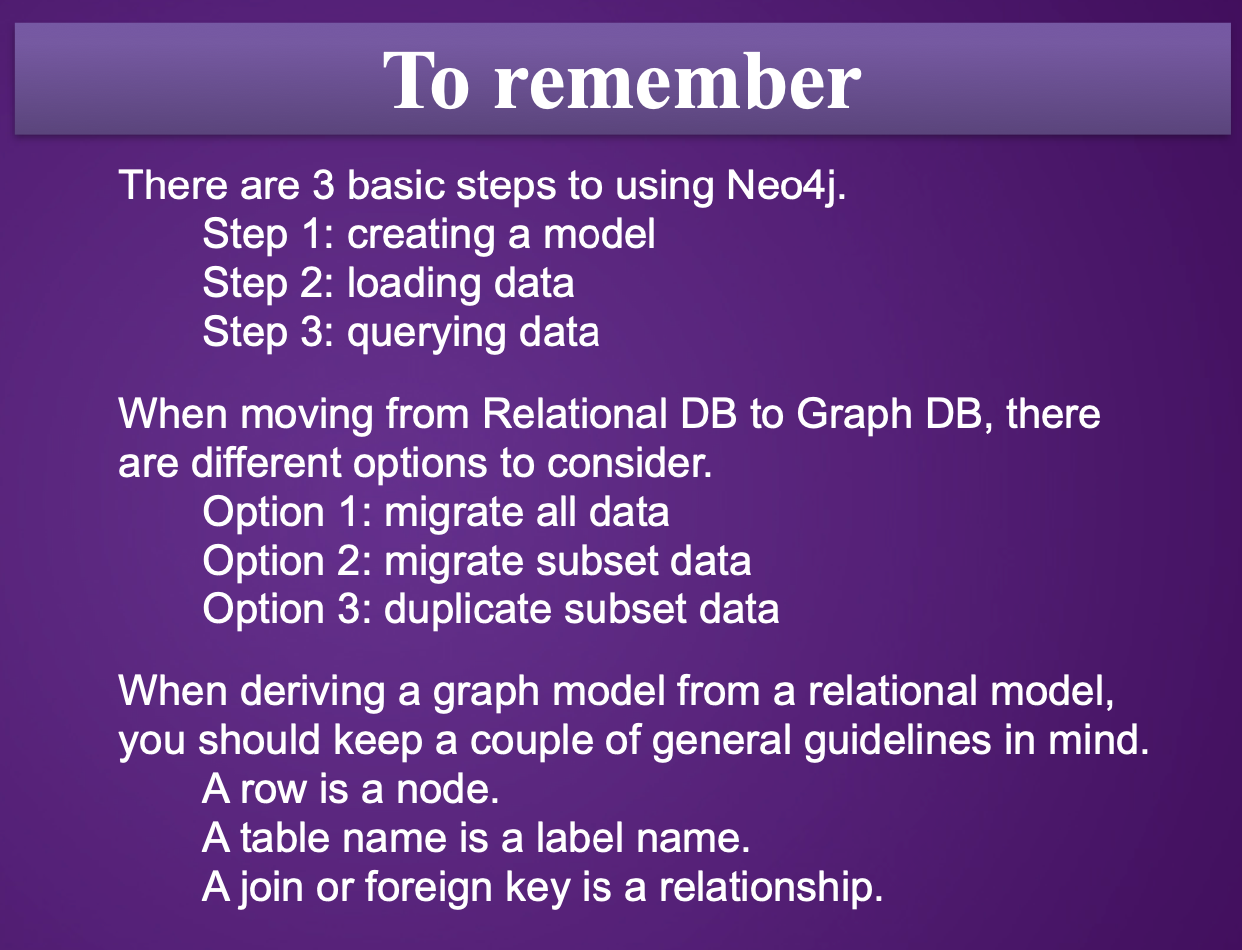 To remember
There are 3 basic steps to using Neo4j.
Step 1: creating a model
Step 2: loading data
Step 3: querying data
When moving from Relational DB to Graph DB, there
are different options to consider.
Option 1: migrate all data
Option 2: migrate subset data
Option 3: duplicate subset data
When deriving a graph model from a relational model,
you should keep a couple of general guidelines in mind.
A row is a node.
A table name is a label name.
A join or foreign key is a relationship.